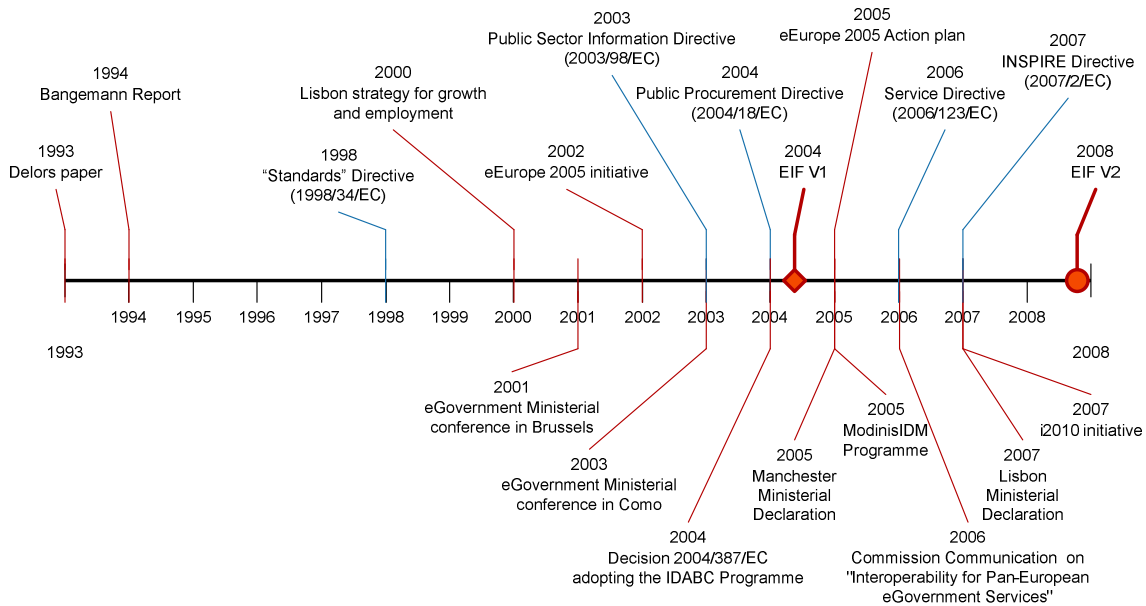 2003
Public Sector Information Directive
(2003/98/EC)
2005
eEurope 2005 Action plan
2007
INSPIRE Directive
(2007/2/EC)
1994
Bangemann Report
2000
Lisbon strategy for growth
and employment
2004
Public Procurement Directive
(2004/18/EC)
2006
Service Directive
(2006/123/EC)
1993
Delors paper
1998
“Standards” Directive
(1998/34/EC)
2002
eEurope 2005 initiative
2004
EIF V1
2008
EIF V2
1994 1995 1996 1997 1998 1999 2000 2001 2002 2003 2004 2005 2006 2007 2008
1993
2008
2001
eGovernment Ministerial
conference in Brussels
2003
eGovernment Ministerial
conference in Como
2004
Decision 2004/387/EC
adopting the IDABC Programme
2005
Manchester
Ministerial
Declaration
2005
ModinisIDM
Programme
2006
Commission Communication on
"Interoperability for Pan-European
eGovernment Services"
2007
Lisbon
Ministerial
Declaration
2007
i2010 initiative